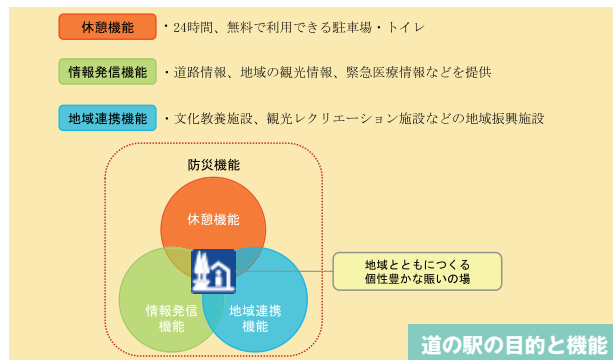 休憩機能 ・24時間、無料で利用できる駐車場・トイレ
情報発信機能 ・道路情報、地域の観光情報、緊急医療情報などを提供
地域連携機能 ・文化教養施設、観光レクリエーション施設などの地域振興施設
防災機能
休憩機能
情報発信
機能
地域連携
機能
地域とともにつくる
個性豊かな賑いの場
道の駅の目的と機能